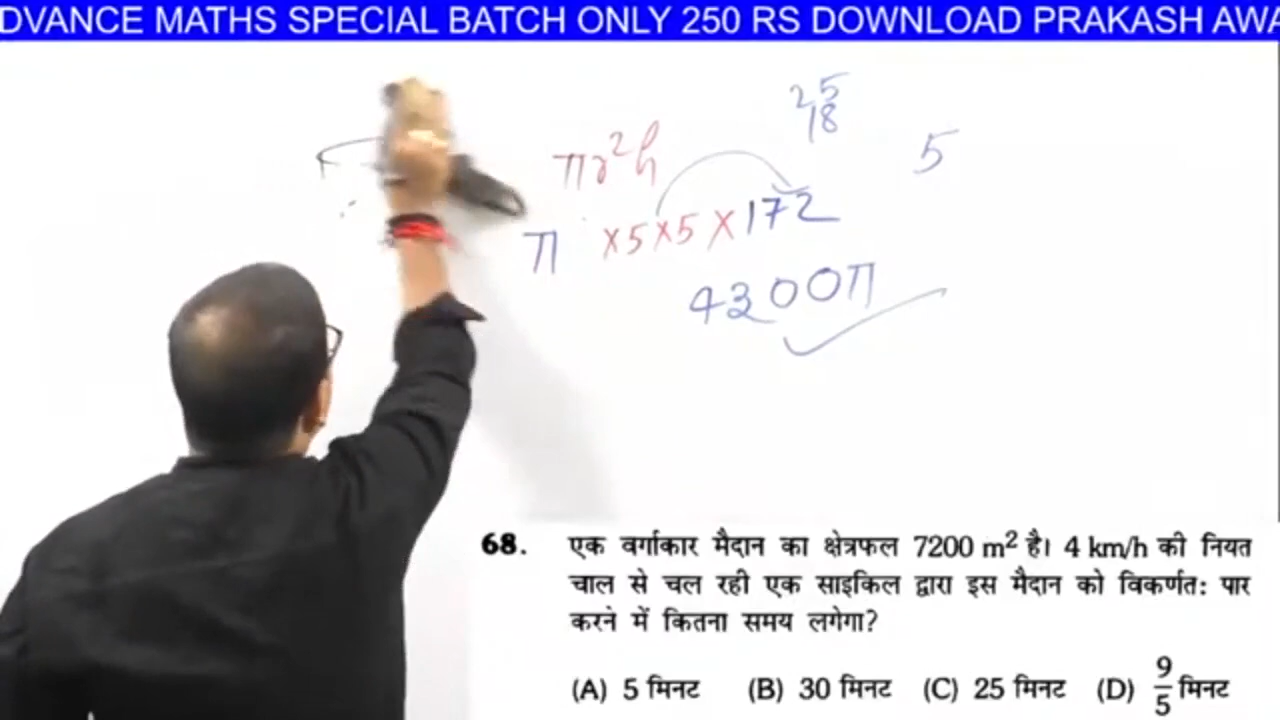 DVANCE MATHS SPECIAL BATCH ONLY 250 RS DOWNLOAD PRAKASH AWA
25
18
5
πr²h
π ×5×5×172
4300π
68. एक वर्गाकार मैदान का क्षेत्रफल 7200 m² है। 4 km/h की नियत
चाल से चल रही एक साइकिल द्वारा इस मैदान को विकर्णत: पार
करने में कितना समय लगेगा?
(A) 5 मिनट (B) 30 मिनट (C) 25 मिनट (D) 9/5 मिनट